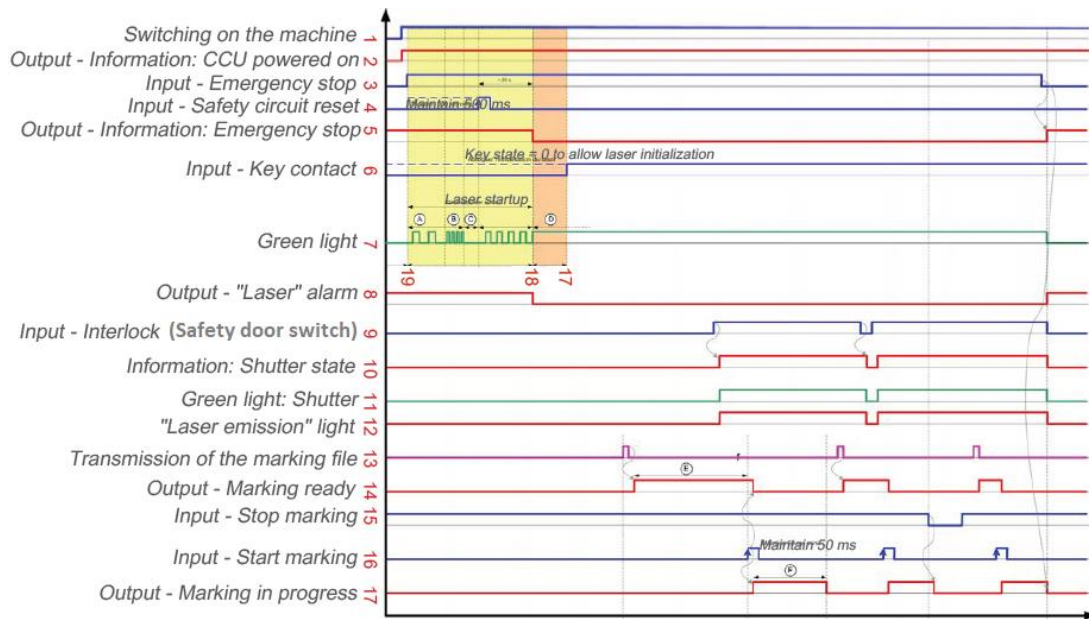 Switching on the machine 1
Output - Information: CCU powered on 2
Input - Emergency stop 3
Input - Safety circuit reset 4
Maintain 500 ms
Output - Information: Emergency stop 5
Key state = 0 to allow laser initialization
Input - Key contact 6
Laser startup
A B C D
Green light 7
19 18 17
Output - "Laser" alarm 8
Input - Interlock (Safety door switch) 9
Information: Shutter state 10
Green light: Shutter 11
"Laser emission" light 12
Transmission of the marking file 13
E
Output - Marking ready 14
Input - Stop marking 15
Input - Start marking 16
Maintain 50 ms
F
Output - Marking in progress 17